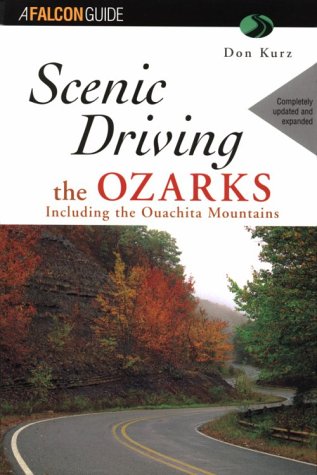 A FALCON GUIDE
Don Kurz
Scenic
Driving
Completely
updated and
expanded
the OZARKS
Including the Ouachita Mountains